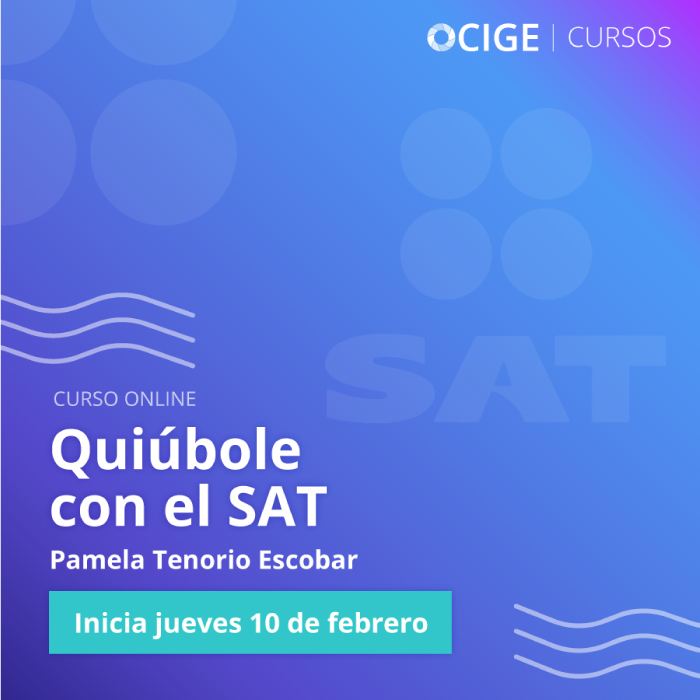 OCIGE | CURSOS
SAT
CURSO ONLINE
Quiúbole
con el SAT
Pamela Tenorio Escobar
Inicia jueves 10 de febrero